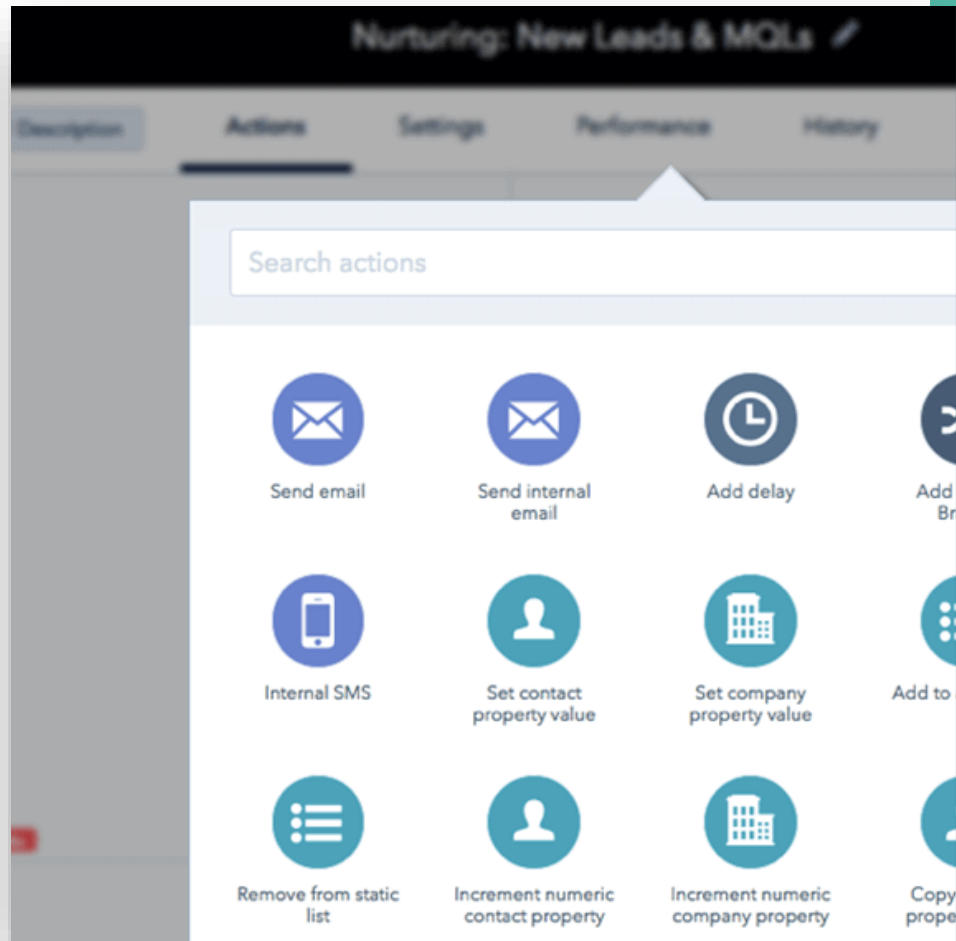 Nurturing: New Leads & MQLs
Description
Actions
Settings
Performance
History
Search actions
Send email
Send internal
email
Add delay
Add
Br
Internal SMS
Set contact
property value
Set company
property value
Add to
Remove from static
list
Increment numeric
contact property
Increment numeric
company property
Copy
prope